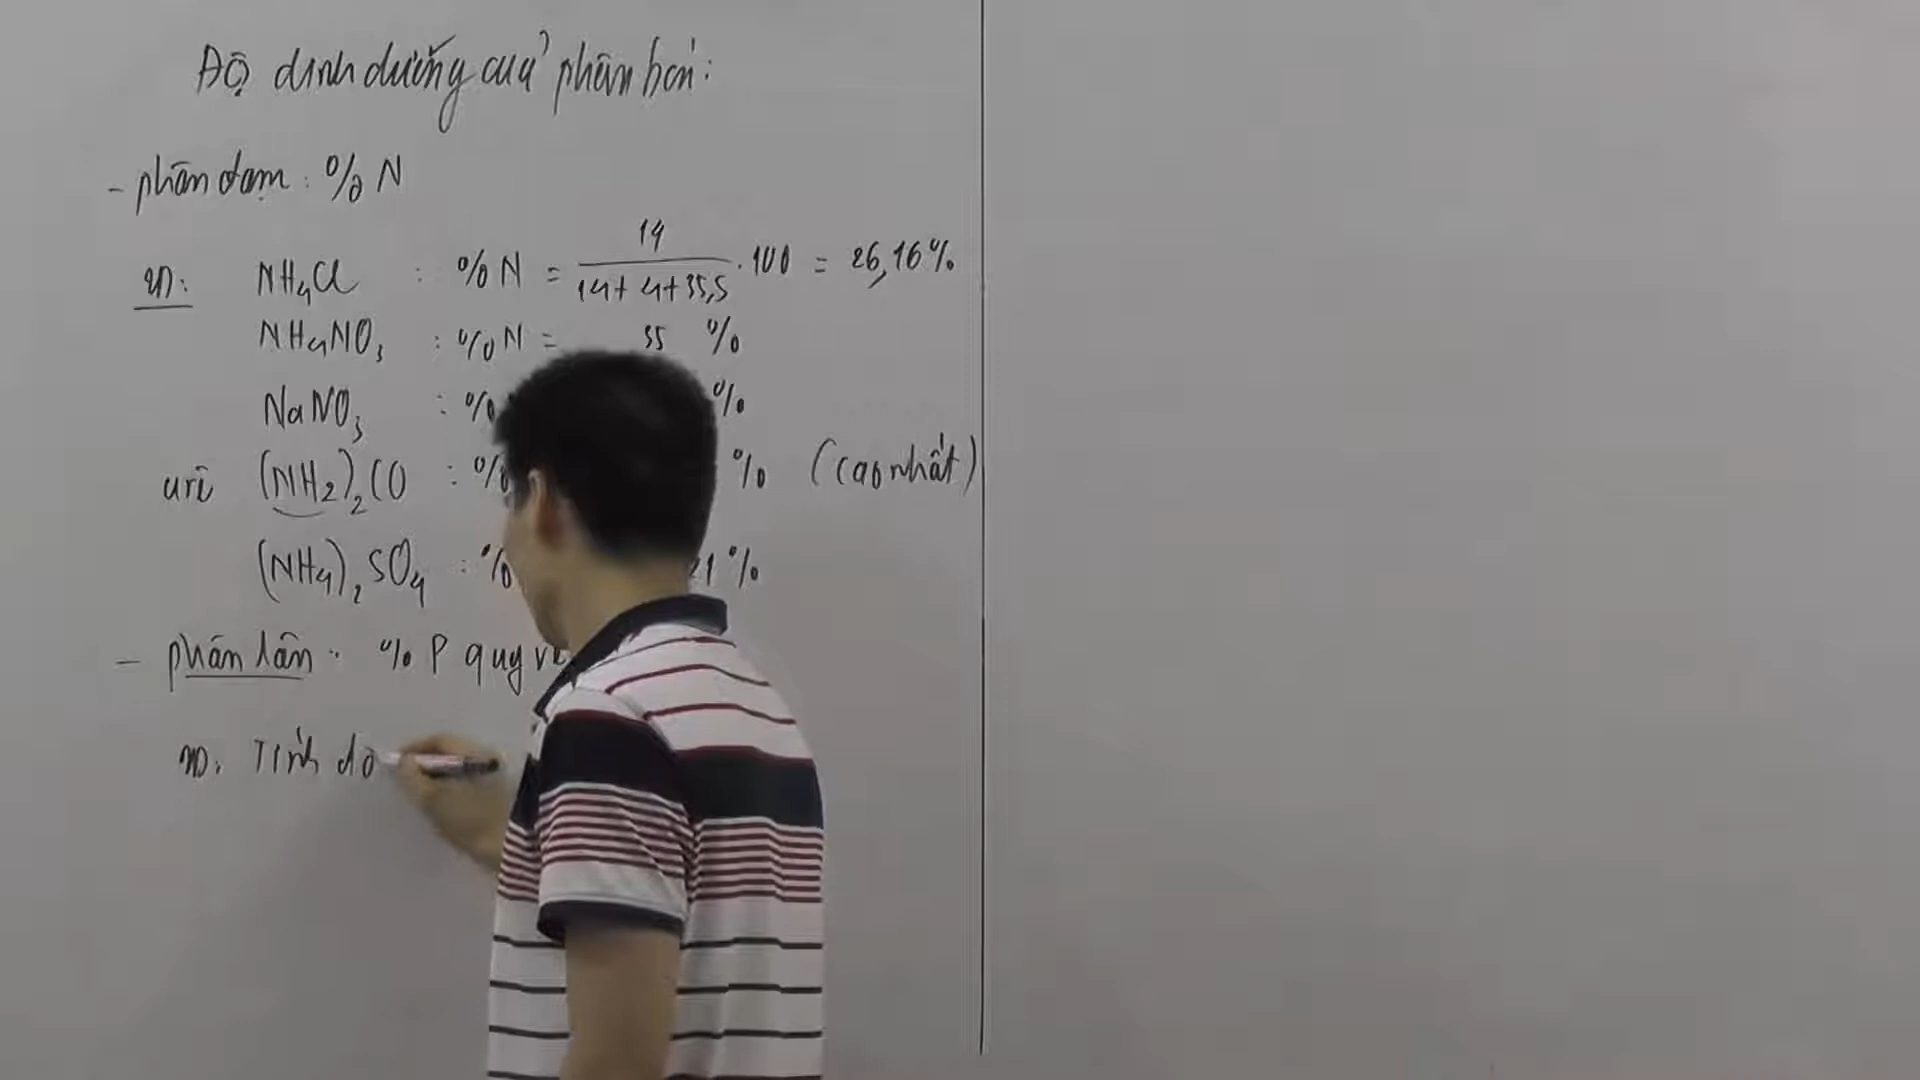 Độ dinh dưỡng của phân bón:
- phân đạm: % N
VD: NH4Cl : % N = 14 / (14 + 4 + 35,5) . 100 = 26,16%
NH4NO3 : % N = 35 %
NaNO3 : % %
urê (NH2)2CO : % % (cao nhất)
(NH4)2SO4 : % 21 %
- phân lân: % P quy về
VD: Tính độ